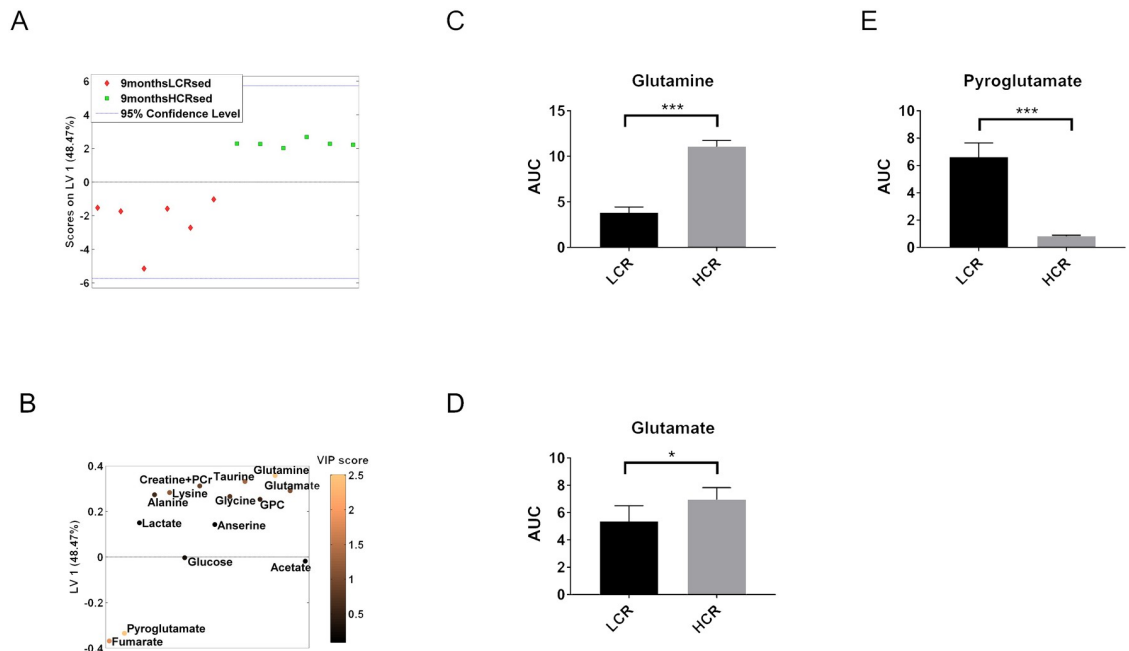 A
6
4
2
0
-2
-4
-6
Scores on LV 1 (48.47%)
9monthsLCRsed
9monthsHCRsed
95% Confidence Level
B
VIP score
0.4
0.2
0
-0.2
-0.4
LV 1 (48.47%)
Creatine+PCr
Taurine
Glutamine
Glutamate
Lysine
Alanine
Glycine
GPC
Lactate
Anserine
Glucose
Acetate
Pyroglutamate
Fumarate
2.5
2
1.5
1
0.5
C
Glutamine
***
15
10
5
0
AUC
LCR
HCR
D
Glutamate
*
10
8
6
4
2
0
AUC
LCR
HCR
E
Pyroglutamate
***
10
8
6
4
2
0
AUC
LCR
HCR